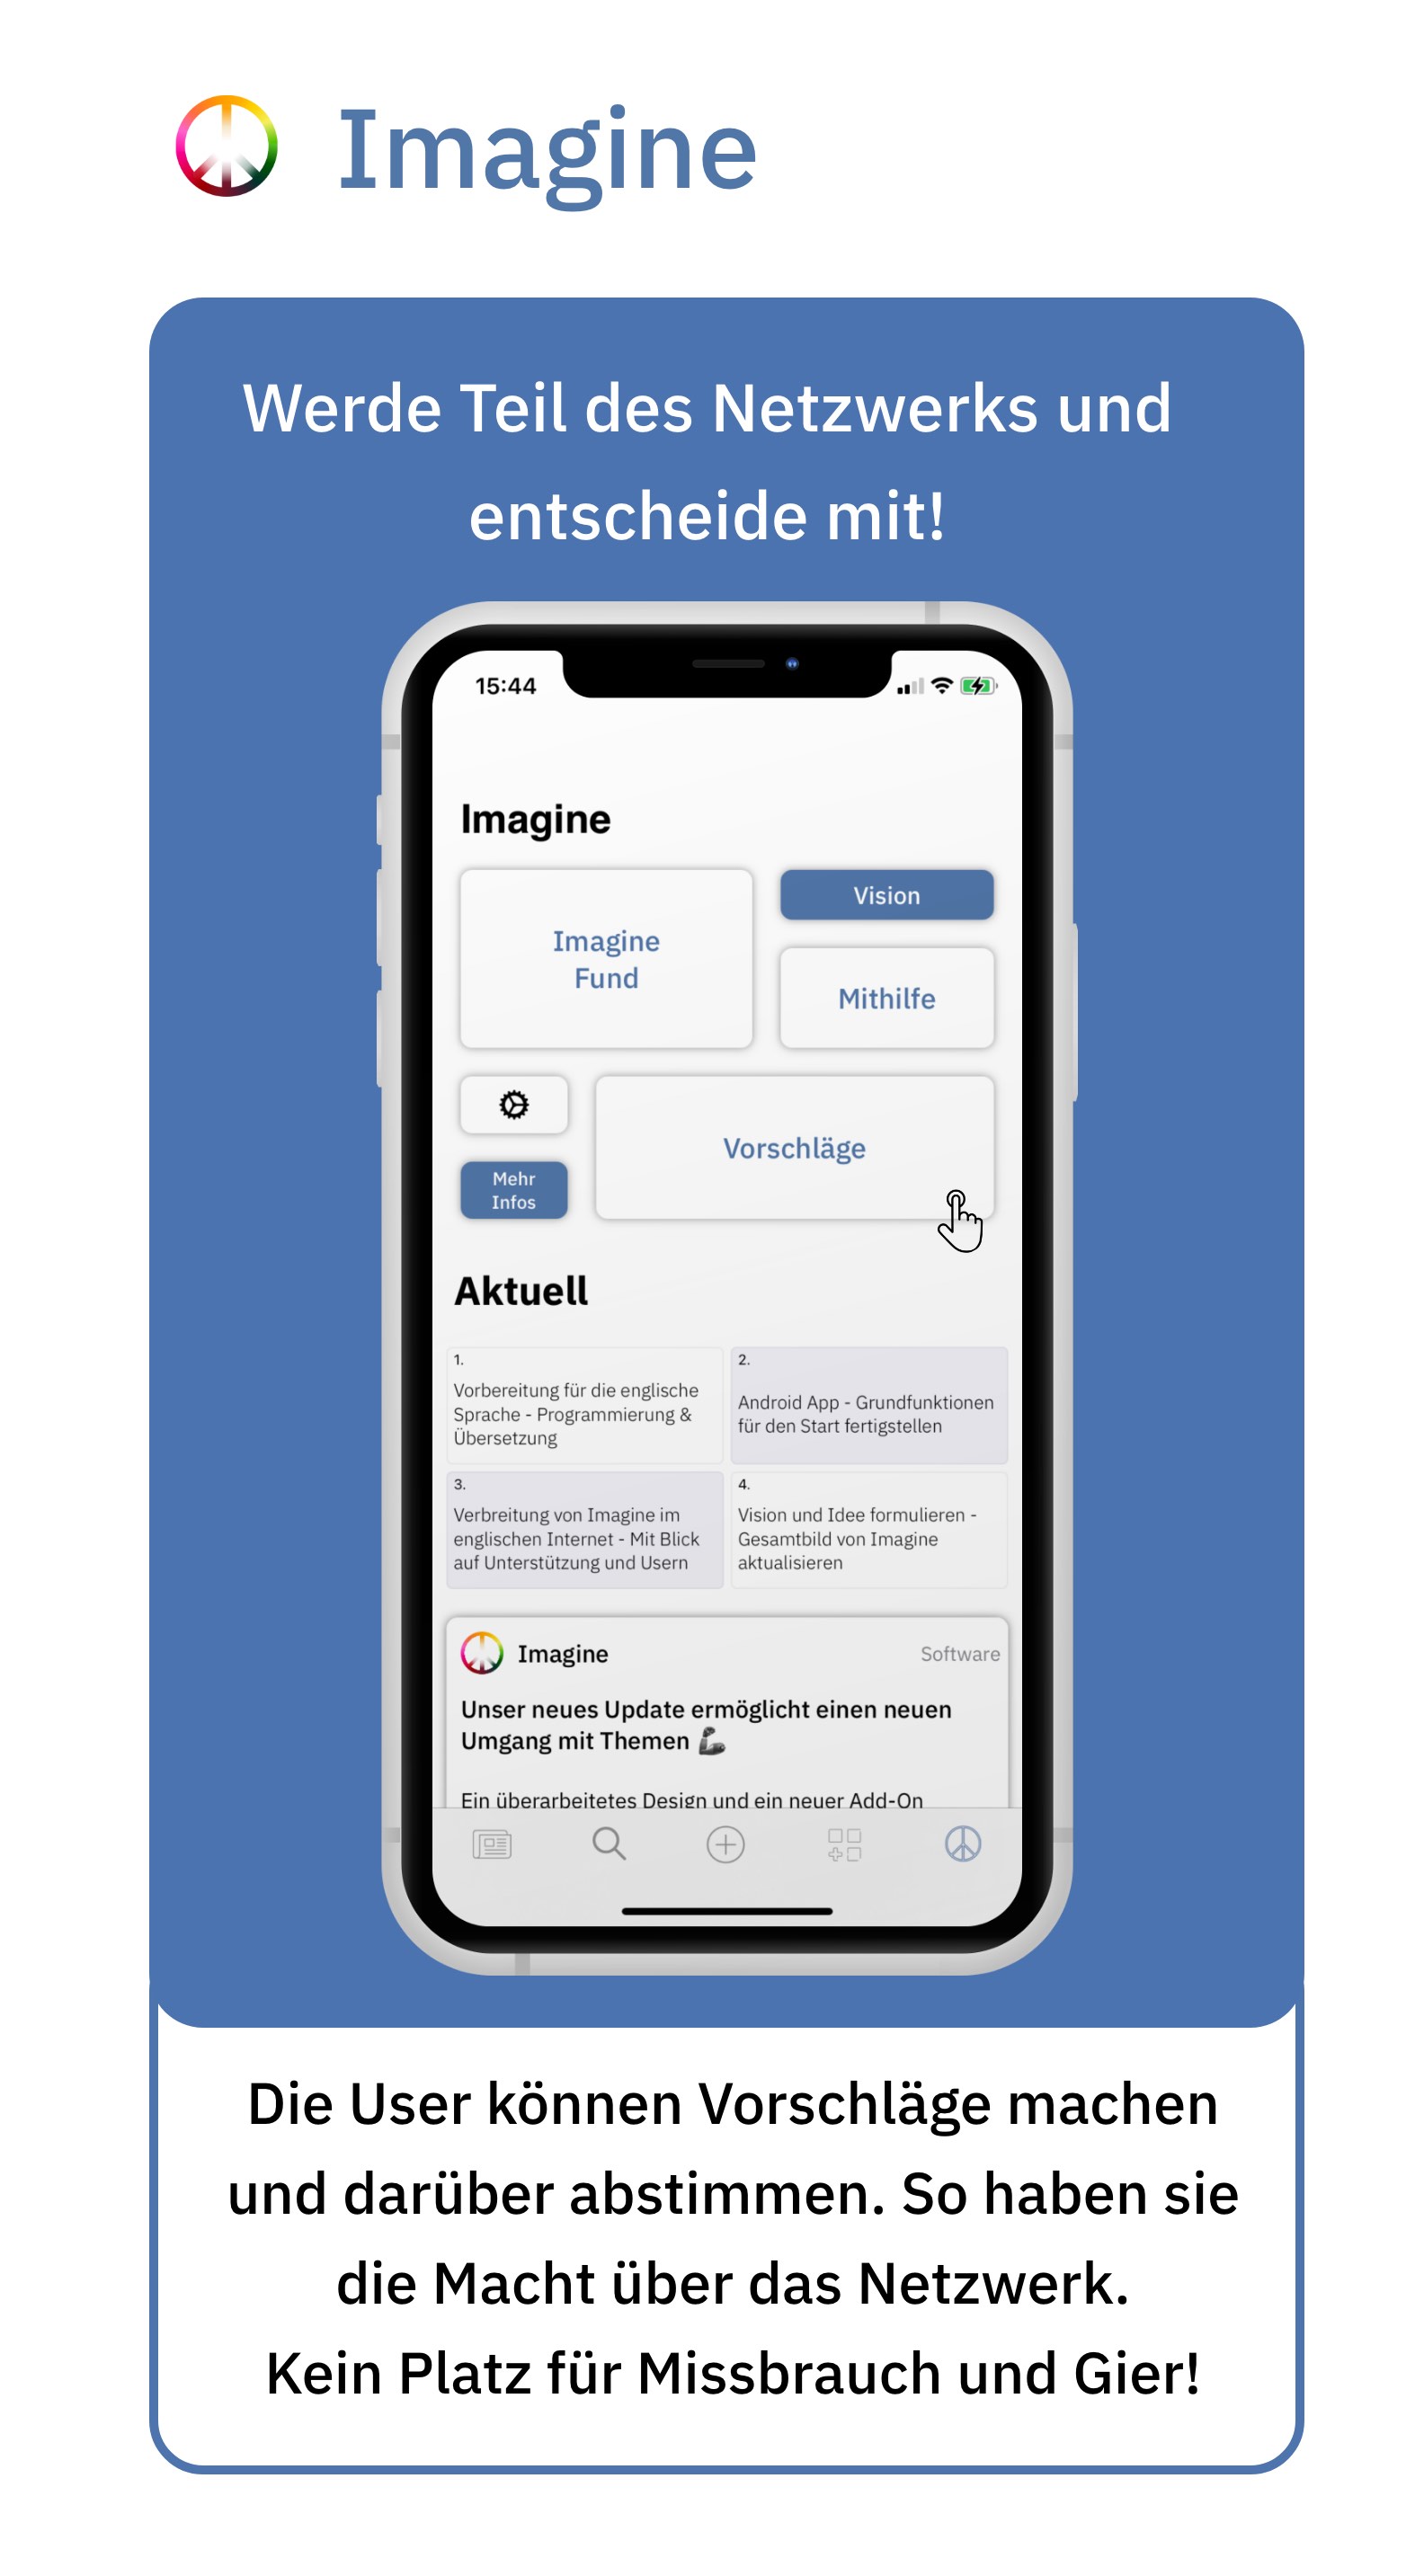 Imagine
Werde Teil des Netzwerks und
entscheide mit!
15:44
Imagine
Imagine
Fund
Vision
Mithilfe
Vorschläge
Mehr
Infos
Aktuell
1.
Vorbereitung für die englische
Sprache - Programmierung &
Übersetzung
2.
Android App - Grundfunktionen
für den Start fertigstellen
3.
Verbreitung von Imagine im
englischen Internet - Mit Blick
auf Unterstützung und Usern
4.
Vision und Idee formulieren -
Gesamtbild von Imagine
aktualisieren
Imagine
Software
Unser neues Update ermöglicht einen neuen
Umgang mit Themen 🦾
Ein überarbeitetes Design und ein neuer Add-On
Die User können Vorschläge machen
und darüber abstimmen. So haben sie
die Macht über das Netzwerk.
Kein Platz für Missbrauch und Gier!